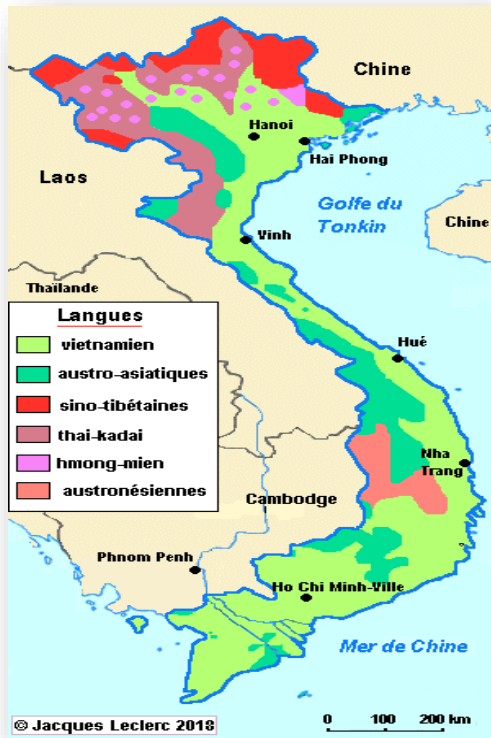 Chine
Hanoï
Hai Phong
Laos
Golfe du
Tonkin
Chine
Vinh
Thaïlande
Langues
vietnamien
austro-asiatiques
sino-tibétaines
thai-kadai
hmong-mien
austronésiennes
Hué
Nha
Trang
Cambodge
Phnom Penh
Ho Chi Minh-Ville
Mer de Chine
© Jacques Leclerc 2018
0 100 200 km